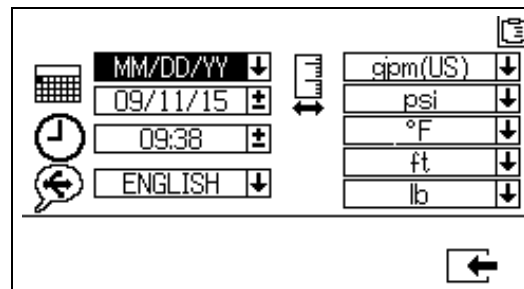 MM/DD/YY
09/11/15
09:38
ENGLISH
gpm(US)
psi
°F
ft
lb